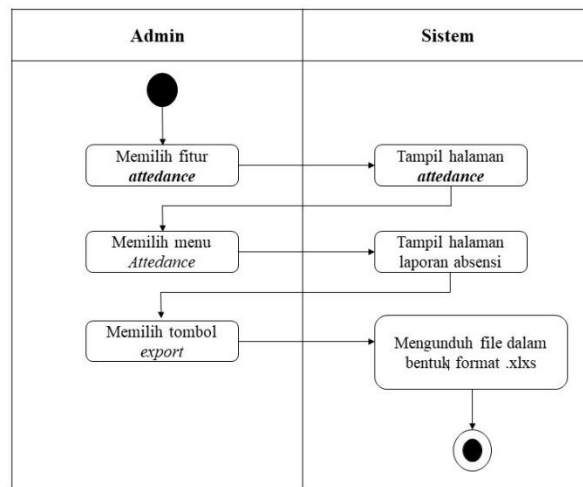 Admin
Sistem
Memilih fitur
attedance
Tampil halaman
attedance
Memilih menu
Attedance
Tampil halaman
laporan absensi
Memilih tombol
export
Mengunduh file dalam
bentuk format .xlxs